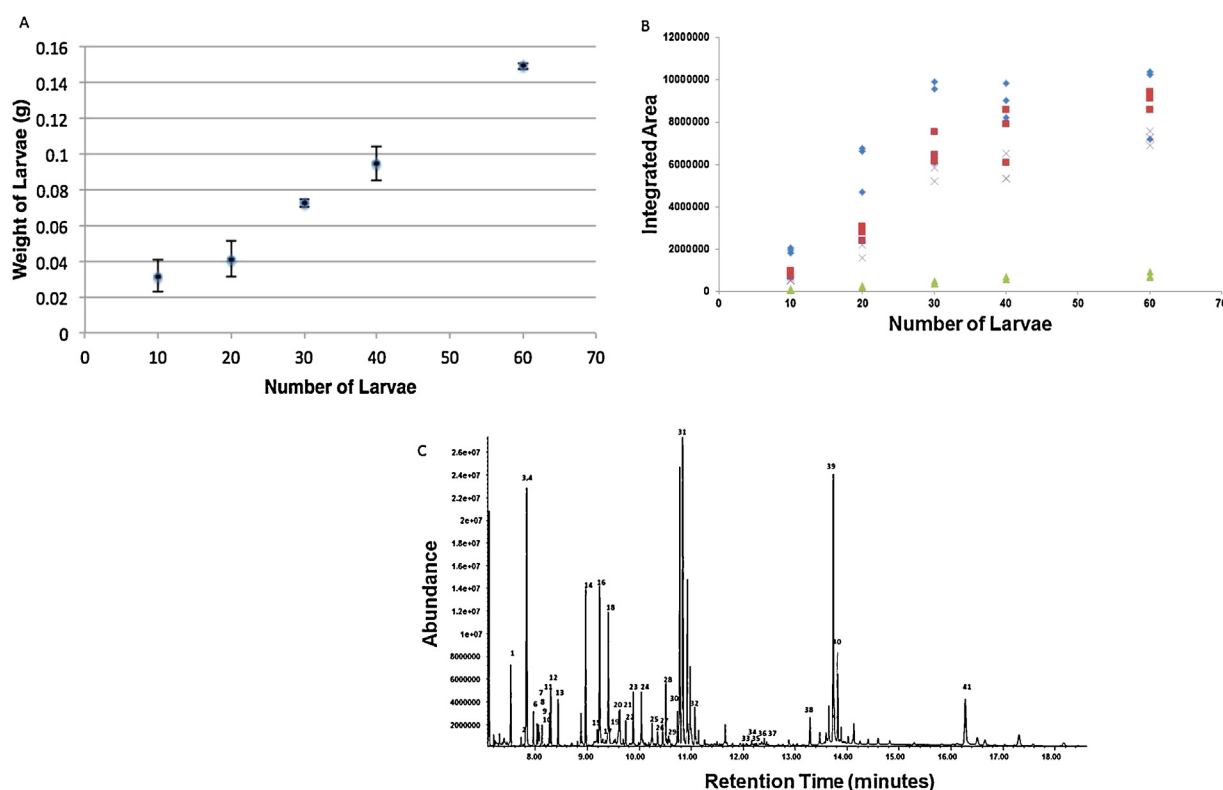 A
0.16
0.14
0.12
0.1
0.08
0.06
0.04
0.02
0
0 10 20 30 40 50 60 70
Weight of Larvae (g)
Number of Larvae
B
12000000
10000000
8000000
6000000
4000000
2000000
0
0 10 20 30 40 50 60 70
Integrated Area
Number of Larvae
C
2.6e+07
2.4e+07
2.2e+07
2e+07
1.8e+07
1.6e+07
1.4e+07
1.2e+07
1e+07
8000000
6000000
4000000
2000000
Abundance
1
2
3,4
6
7
8
9
10
11
12
13
14
15
16
18
19
20
21
22
23
24
25
26
27
28
29
30
31
32
33
34
35
36
37
38
39
40
41
8.00 9.00 10.00 11.00 12.00 13.00 14.00 15.00 16.00 17.00 18.00
Retention Time (minutes)